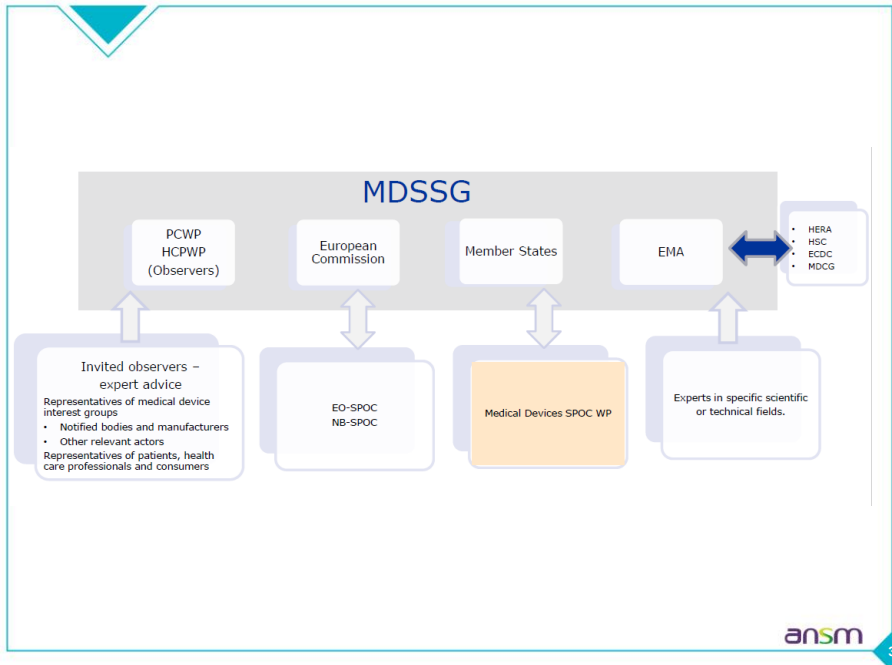 MDSSG
PCWP
HCPWP
(Observers)
European
Commission
Member States
EMA
• HERA
• HSC
• ECDC
• MDCG
Invited observers –
expert advice
Representatives of medical device
interest groups
• Notified bodies and manufacturers
• Other relevant actors
Representatives of patients, health
care professionals and consumers
EO-SPOC
NB-SPOC
Medical Devices SPOC WP
Experts in specific scientific
or technical fields.
ansm